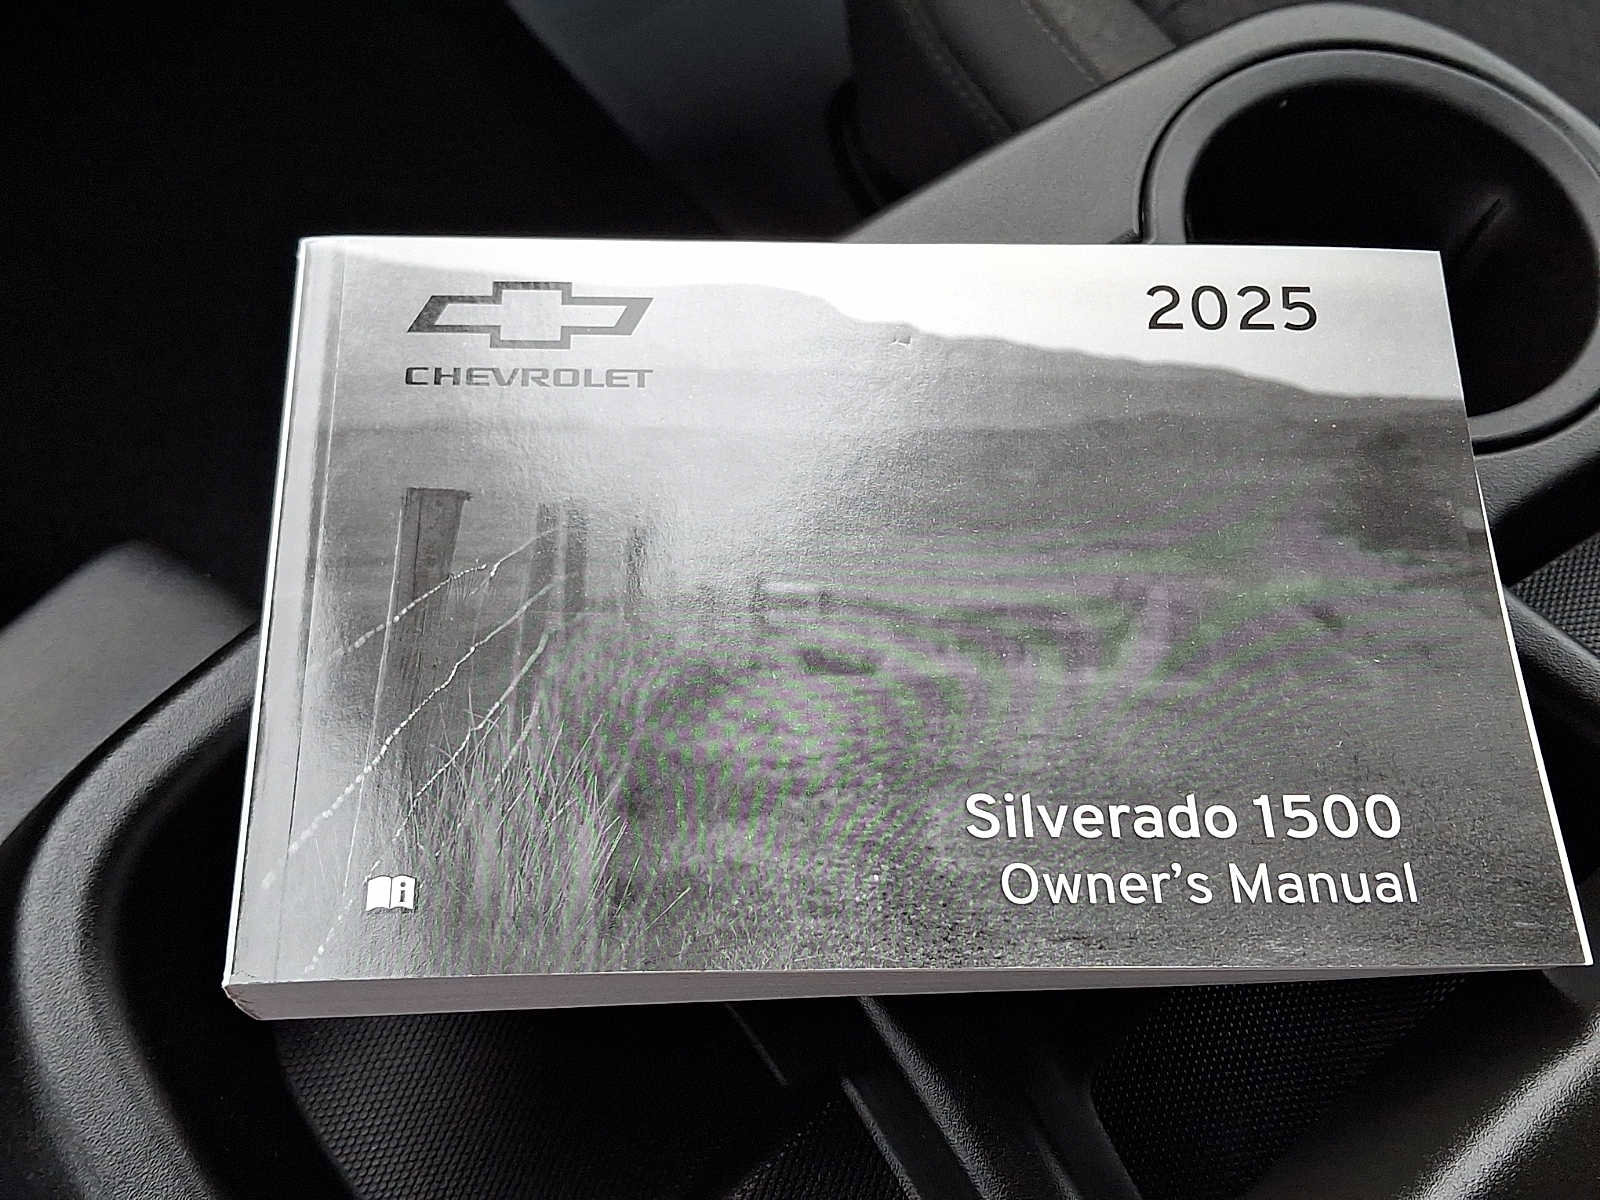 CHEVROLET
2025
Silverado 1500
Owner's Manual
i